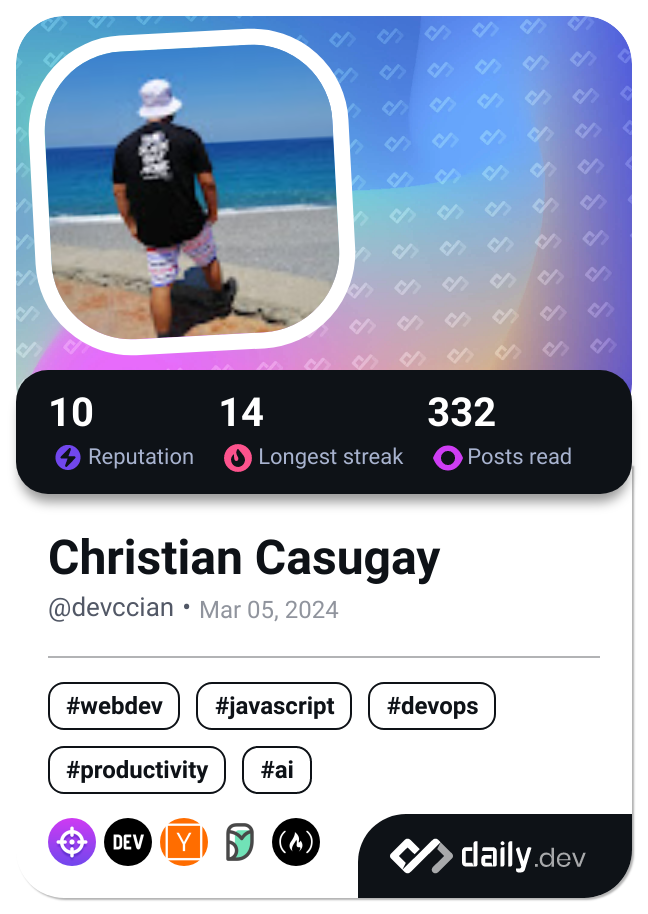 10 14 332
Reputation Longest streak Posts read
Christian Casugay
@devccian • Mar 05, 2024
#webdev #javascript #devops
#productivity #ai
DEV Y
daily.dev